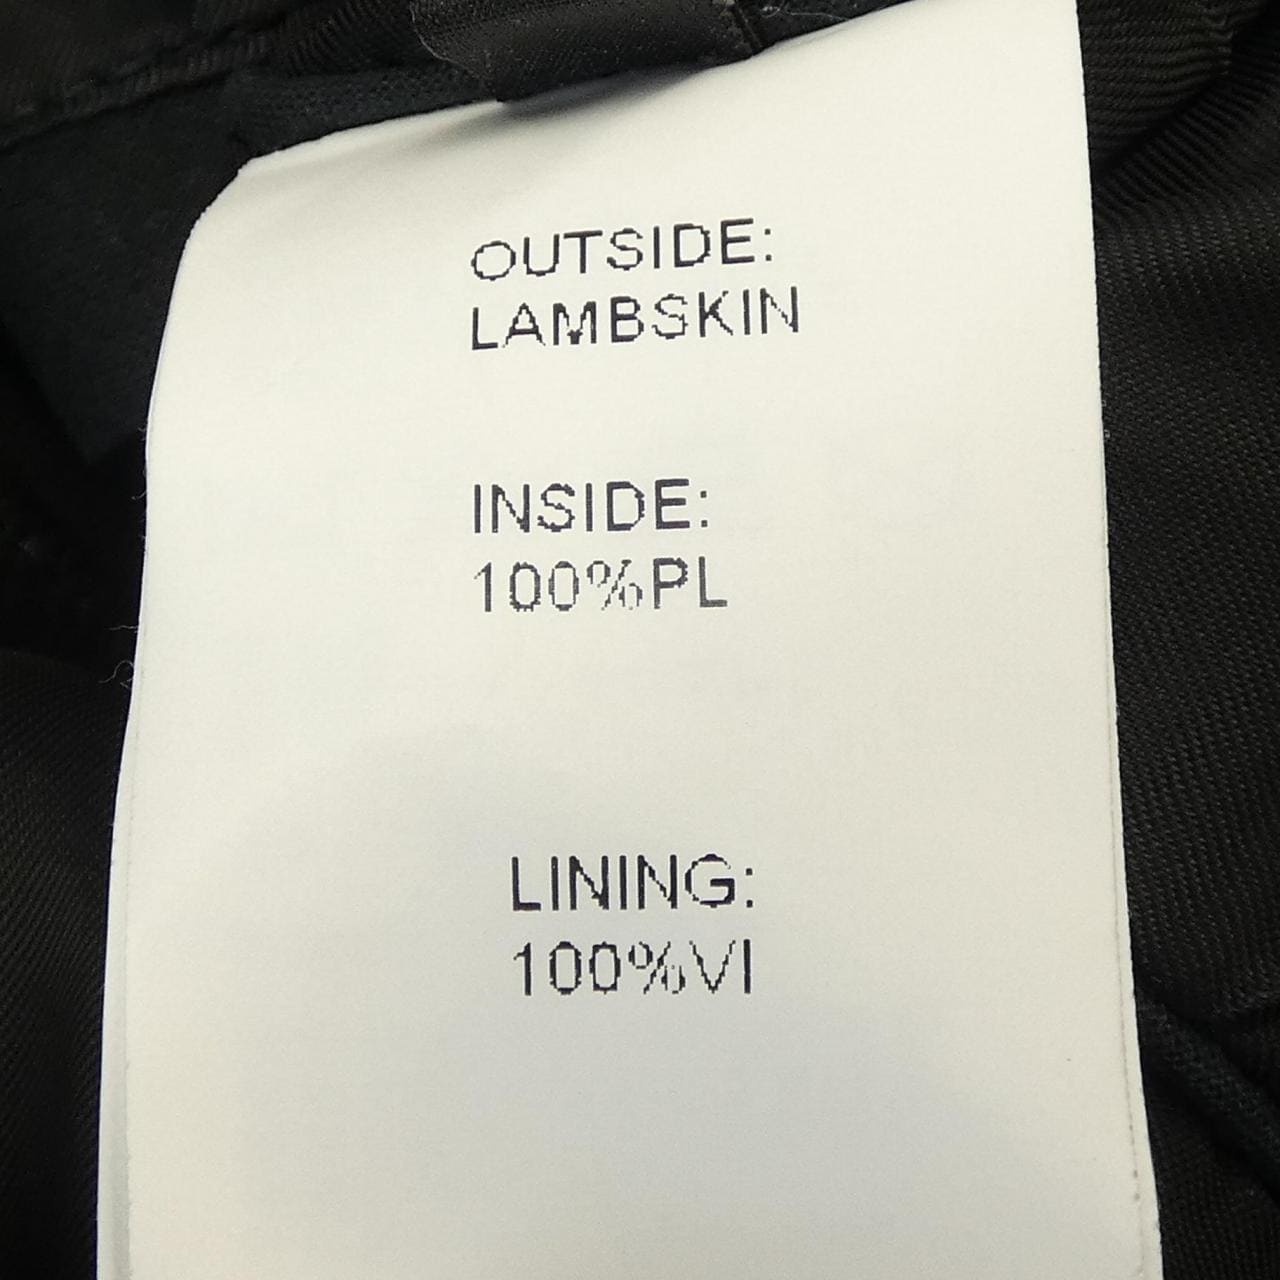 OUTSIDE:
LAMBSKIN
INSIDE:
100%PL
LINING:
100%VI